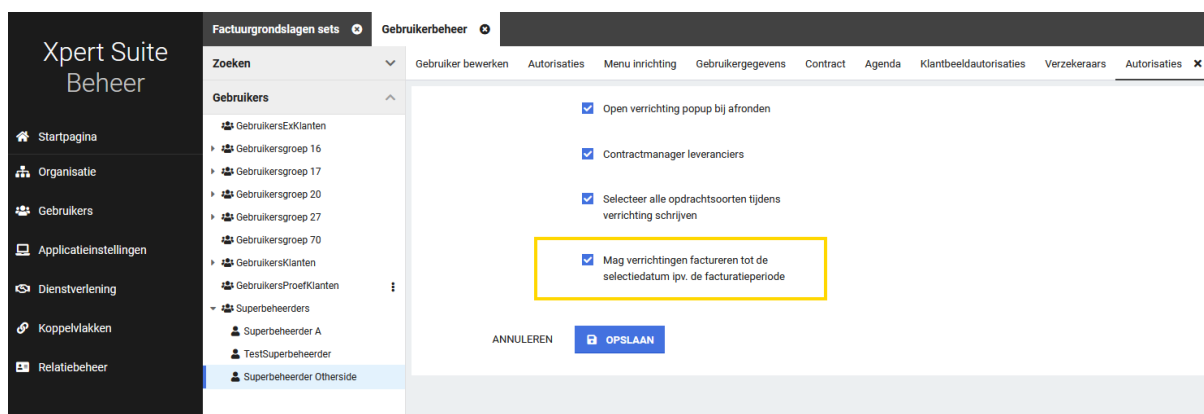 Xpert Suite
Beheer
Startpagina
Organisatie
Gebruikers
Applicatieinstellingen
Dienstverlening
Koppelvlakken
Relatiebeheer
Factuurgrondslagen sets
Gebruikerbeheer
Zoeken
Gebruikers
GebruikersExKlanten
Gebruikersgroep 16
Gebruikersgroep 17
Gebruikersgroep 20
Gebruikersgroep 27
Gebruikersgroep 70
GebruikersKlanten
GebruikersProefKlanten
Superbeheerders
Superbeheerder A
TestSuperbeheerder
Superbeheerder Otherside
Gebruiker bewerken Autorisaties Menu inrichting Gebruikergegevens Contract Agenda Klantbeeldautorisaties Verzekeraars Autorisaties
Open verrichting popup bij afronden
Contractmanager leveranciers
Selecteer alle opdrachtsoorten tijdens
verrichting schrijven
Mag verrichtingen factureren tot de
selectiedatum ipv. de facturatieperiode
ANNULEREN OPSLAAN